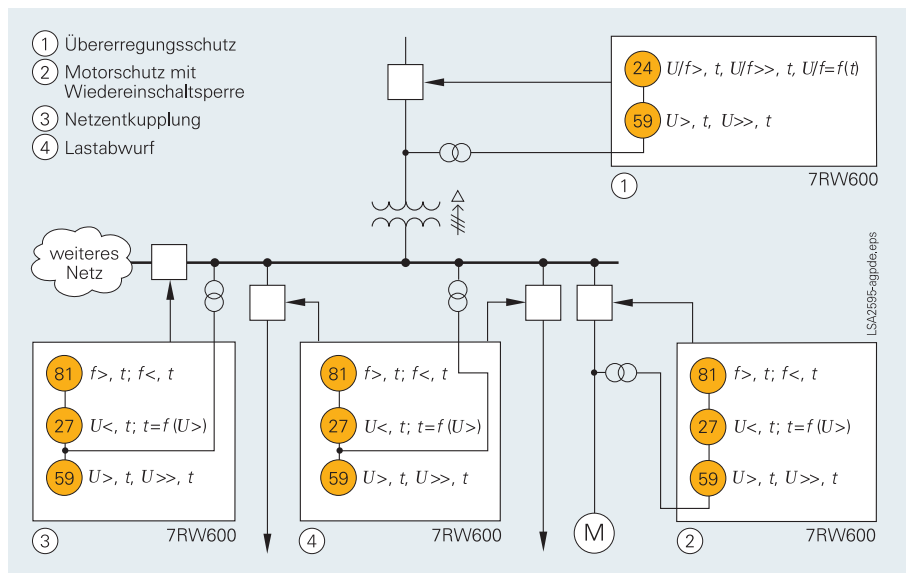 1 Übererregungsschutz
2 Motorschutz mit
Wiedereinschaltsperre
3 Netzentkupplung
4 Lastabwurf
24 U/f>, t, U/f>>, t, U/f=f(t)
59 U>, t, U>>, t
1
7RW600
weiteres
Netz
LSA2595-agpde.eps
81 f>, t; f<, t
27 U<, t; t=f(U>)
59 U>, t, U>>, t
3
7RW600
81 f>, t; f<, t
27 U<, t; t=f(U>)
59 U>, t, U>>, t
4
7RW600
M
81 f>, t; f<, t
27 U<, t; t=f(U>)
59 U>, t, U>>, t
2
7RW600